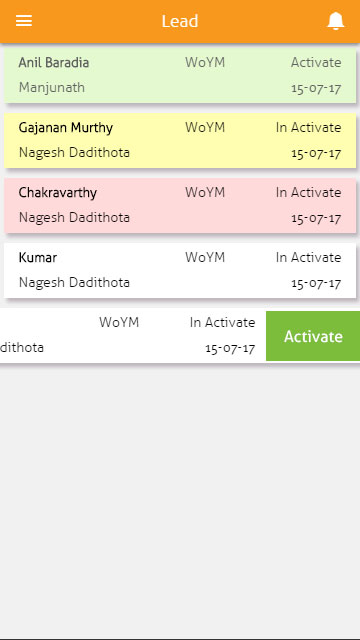 Lead
Anil Baradia WoYM Activate
Manjunath 15-07-17
Gajanan Murthy WoYM In Activate
Nagesh Dadithota 15-07-17
Chakravarthy WoYM In Activate
Nagesh Dadithota 15-07-17
Kumar WoYM In Activate
Nagesh Dadithota 15-07-17
WoYM In Activate
dithota 15-07-17
Activate